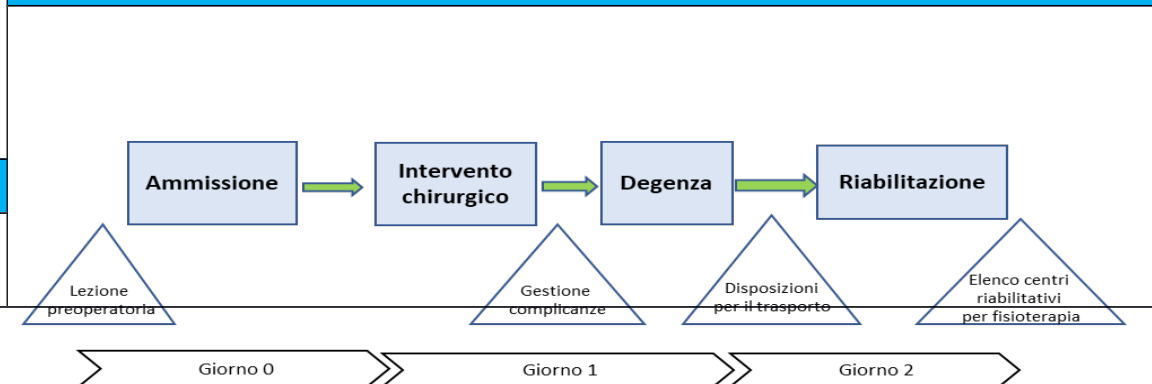 Ammissione
Intervento
chirurgico
Degenza
Riabilitazione
Lezione
preoperatoria
Gestione
complicanze
Disposizioni
per il trasporto
Elenco centri
riabilitativi
per fisioterapia
Giorno 0
Giorno 1
Giorno 2